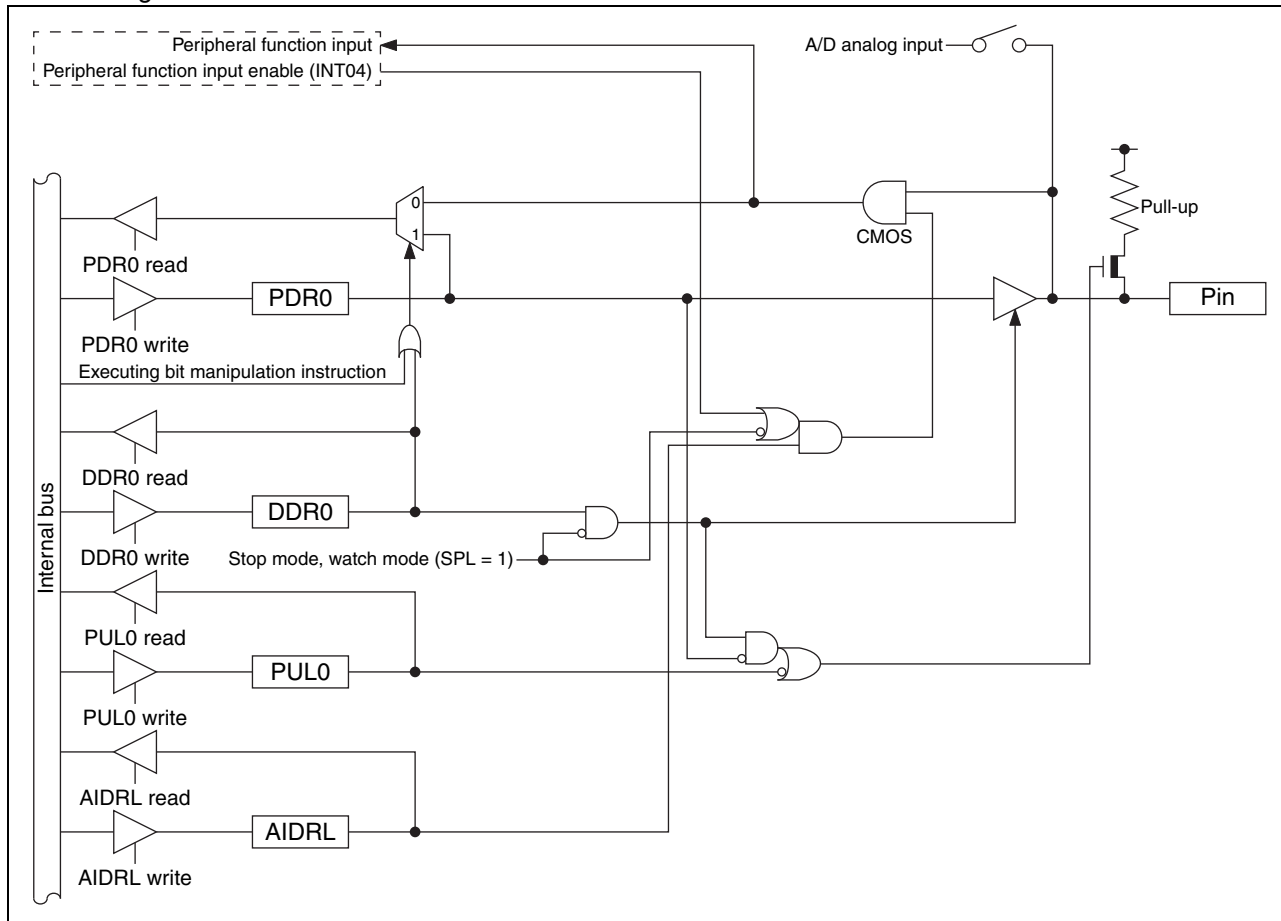 Peripheral function input
A/D analog input
Peripheral function input enable (INT04)
0
Pull-up
1
CMOS
PDR0 read
PDR0
Pin
PDR0 write
Executing bit manipulation instruction
DDR0 read
DDR0
DDR0 write
Stop mode, watch mode (SPL = 1)
Internal bus
PUL0 read
PUL0
PUL0 write
AIDRL read
AIDRL
AIDRL write